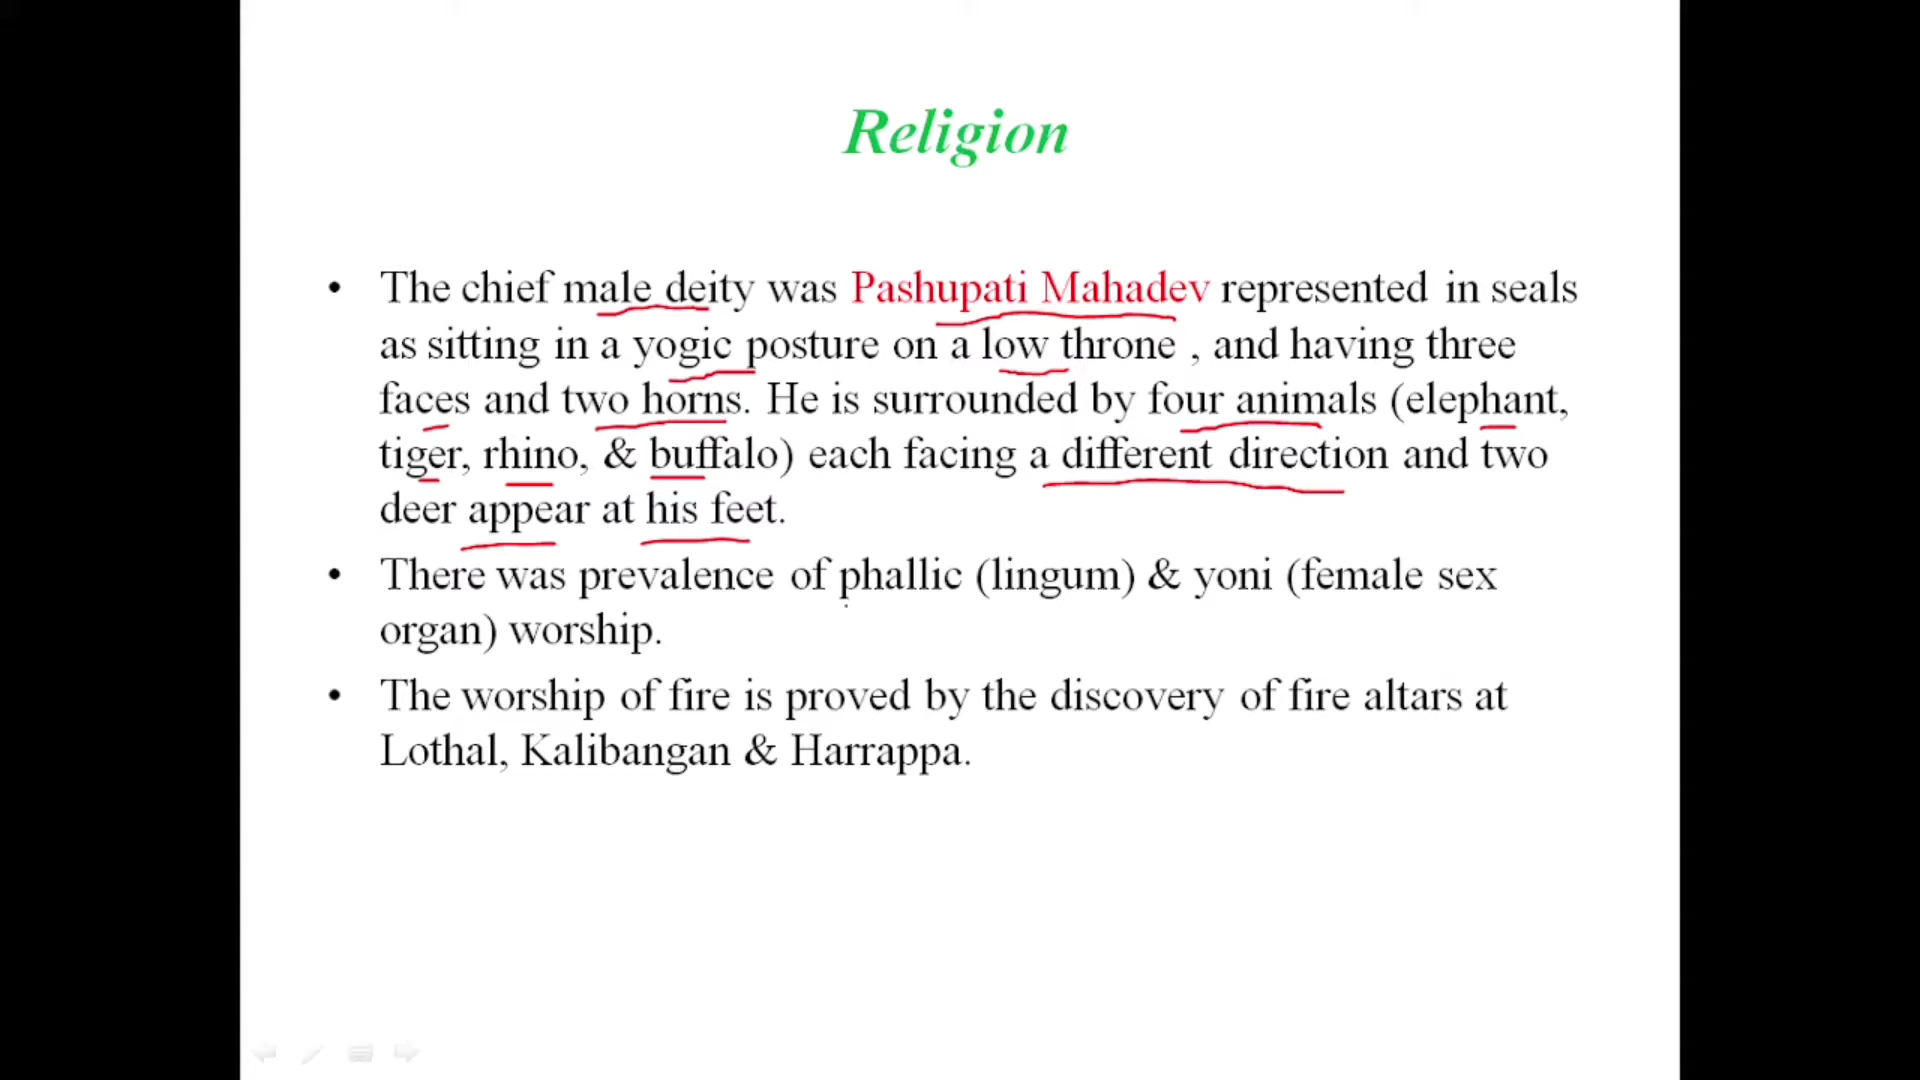 Religion
• The chief male deity was Pashupati Mahadev represented in seals
as sitting in a yogic posture on a low throne , and having three
faces and two horns. He is surrounded by four animals (elephant,
tiger, rhino, & buffalo) each facing a different direction and two
deer appear at his feet.
• There was prevalence of phallic (lingum) & yoni (female sex
organ) worship.
• The worship of fire is proved by the discovery of fire altars at
Lothal, Kalibangan & Harrappa.